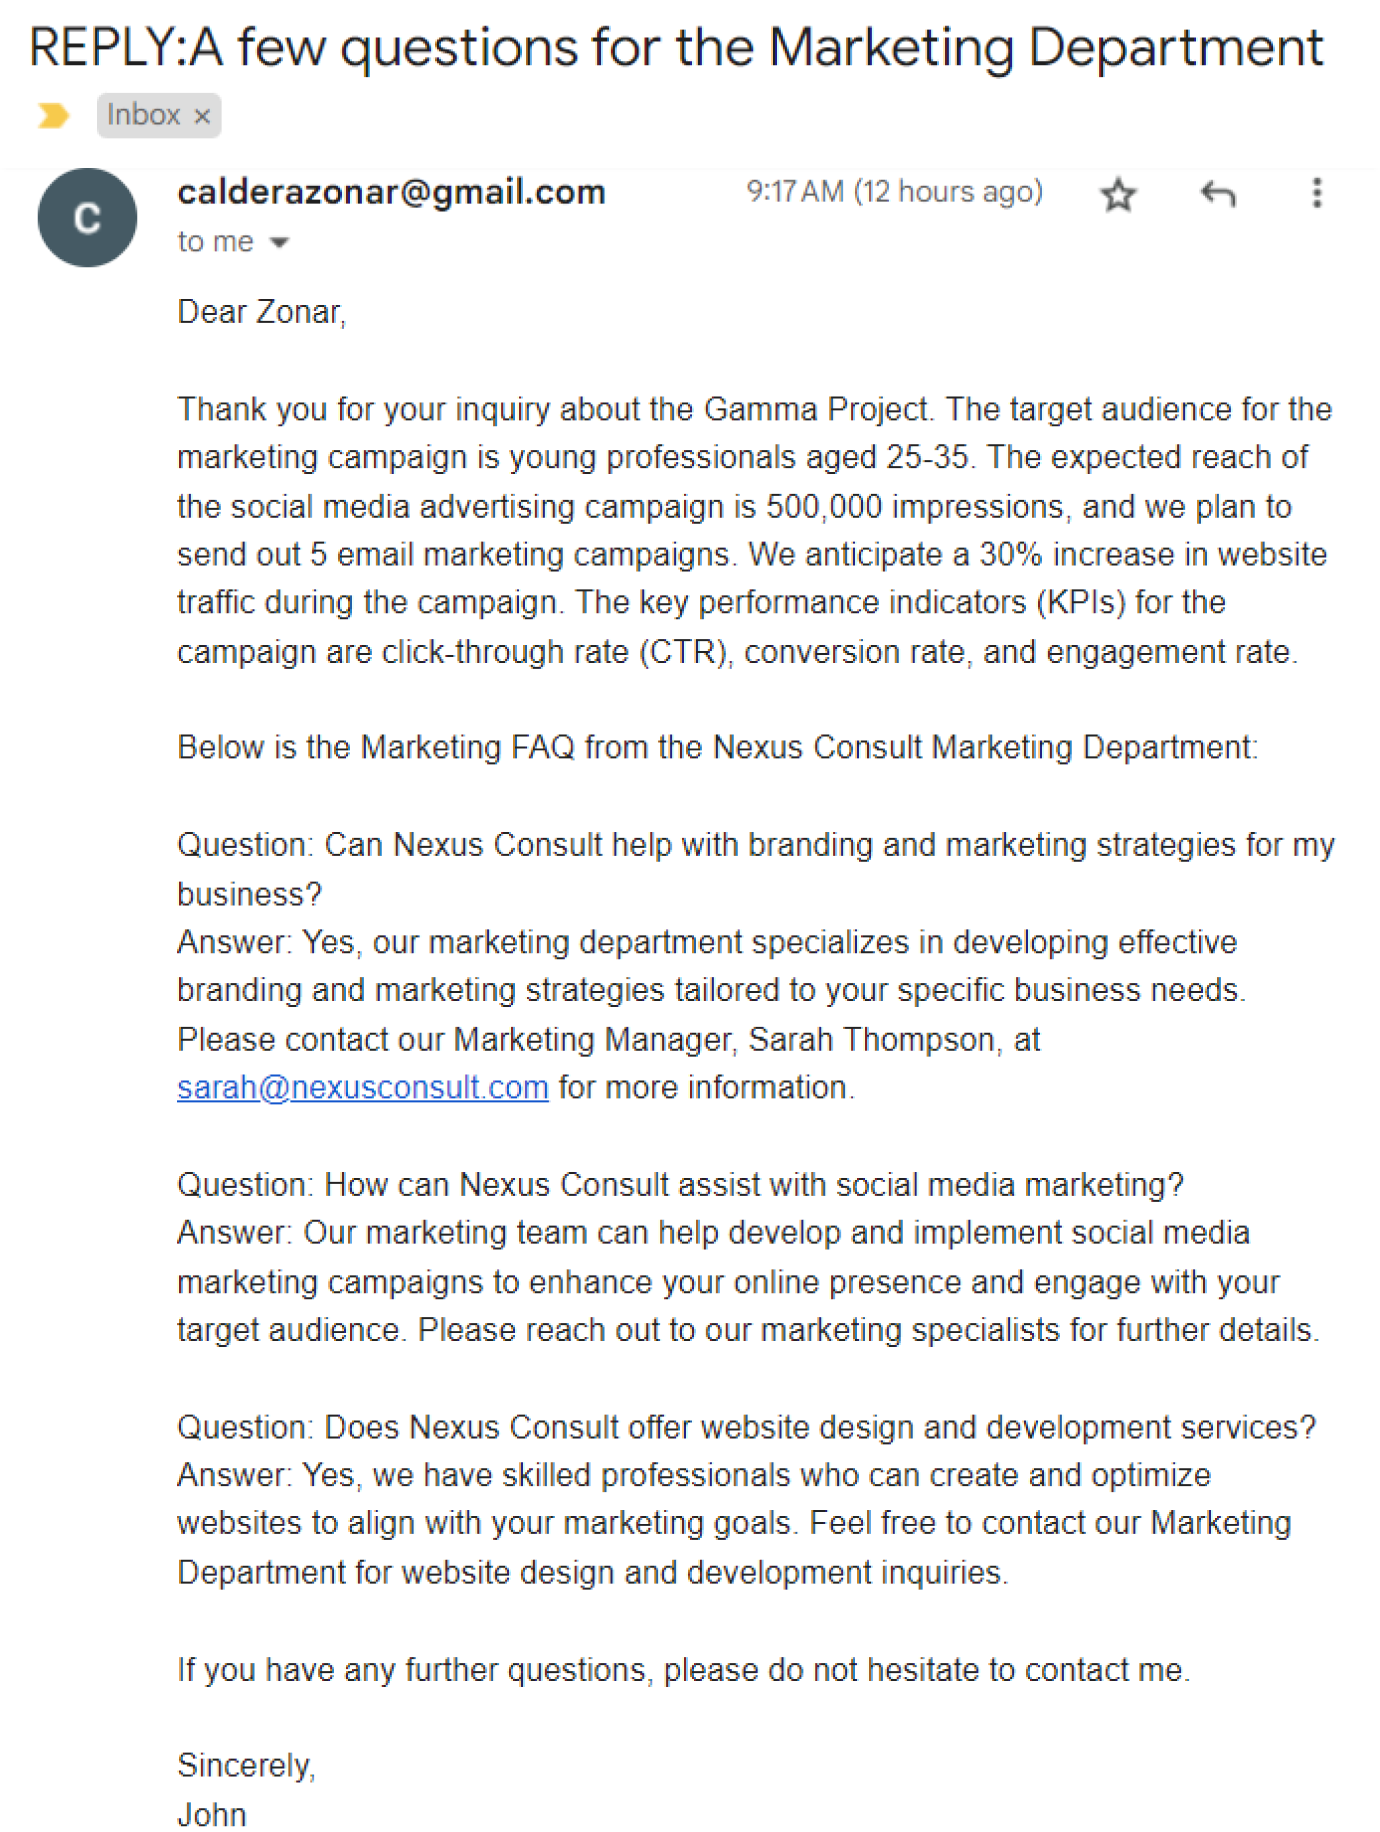 REPLY:A few questions for the Marketing Department
Inbox ×
C
calderazonar@gmail.com 9:17 AM (12 hours ago)
to me
Dear Zonar,
Thank you for your inquiry about the Gamma Project. The target audience for the
marketing campaign is young professionals aged 25-35. The expected reach of
the social media advertising campaign is 500,000 impressions, and we plan to
send out 5 email marketing campaigns. We anticipate a 30% increase in website
traffic during the campaign. The key performance indicators (KPIs) for the
campaign are click-through rate (CTR), conversion rate, and engagement rate.
Below is the Marketing FAQ from the Nexus Consult Marketing Department:
Question: Can Nexus Consult help with branding and marketing strategies for my
business?
Answer: Yes, our marketing department specializes in developing effective
branding and marketing strategies tailored to your specific business needs.
Please contact our Marketing Manager, Sarah Thompson, at
sarah@nexusconsult.com for more information.
Question: How can Nexus Consult assist with social media marketing?
Answer: Our marketing team can help develop and implement social media
marketing campaigns to enhance your online presence and engage with your
target audience. Please reach out to our marketing specialists for further details.
Question: Does Nexus Consult offer website design and development services?
Answer: Yes, we have skilled professionals who can create and optimize
websites to align with your marketing goals. Feel free to contact our Marketing
Department for website design and development inquiries.
If you have any further questions, please do not hesitate to contact me.
Sincerely,
John